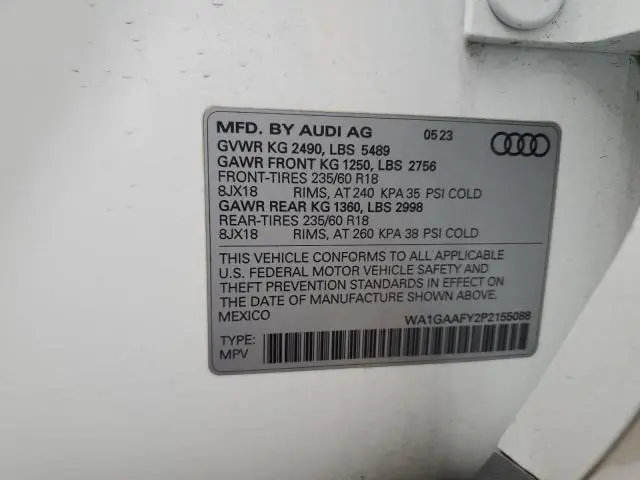 MFD. BY AUDI AG 05 23
GVWR KG 2490, LBS 5489
GAWR FRONT KG 1250, LBS 2756
FRONT-TIRES 235/60 R18
8JX18 RIMS, AT 240 KPA 35 PSI COLD
GAWR REAR KG 1360, LBS 2998
REAR-TIRES 235/60 R18
8JX18 RIMS, AT 260 KPA 38 PSI COLD
THIS VEHICLE CONFORMS TO ALL APPLICABLE
U.S. FEDERAL MOTOR VEHICLE SAFETY AND
THEFT PREVENTION STANDARDS IN EFFECT ON
THE DATE OF MANUFACTURE SHOWN ABOVE.
MEXICO WA1GAAFY2P2155088
TYPE:
MPV